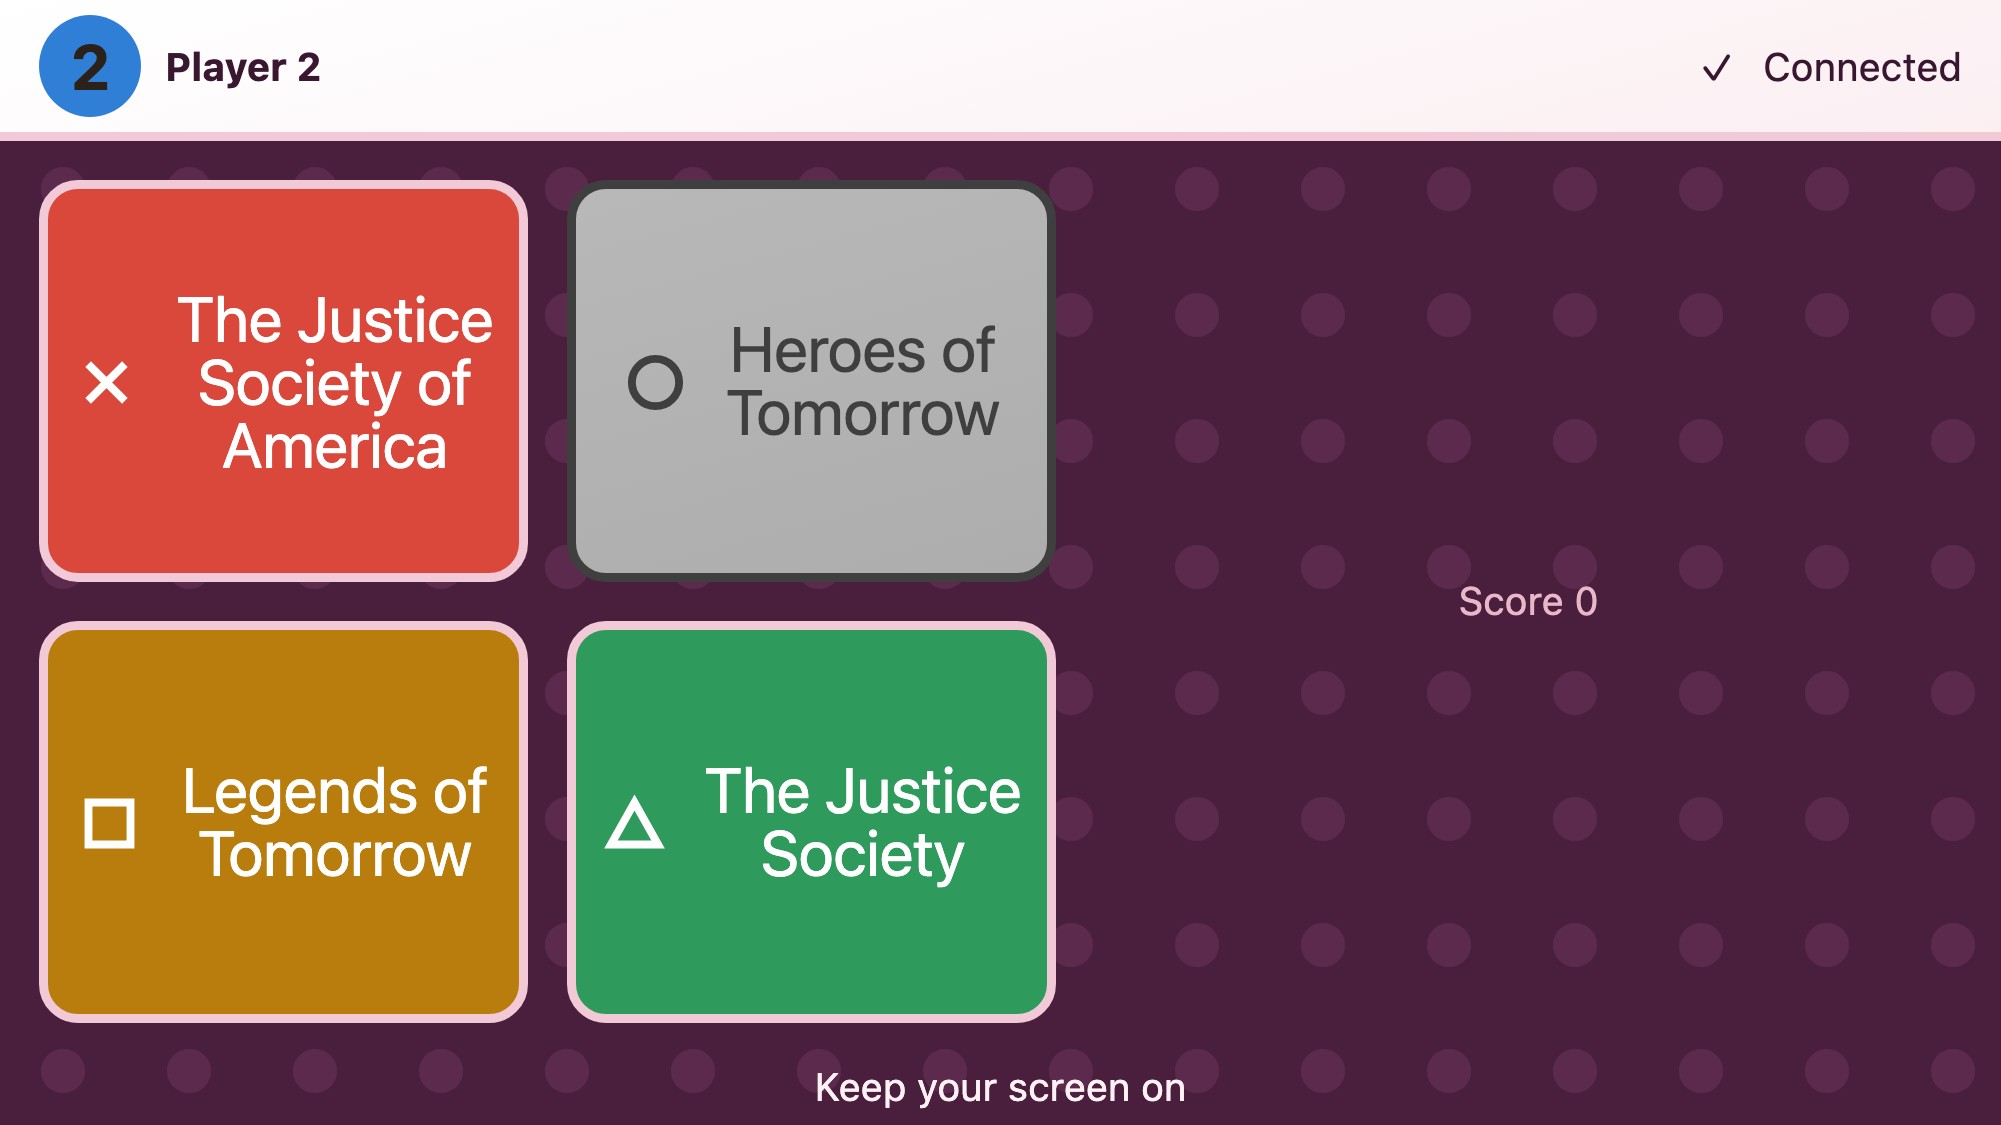 2
Player 2
✓ Connected
The Justice
Society of
America
Heroes of
Tomorrow
Legends of
Tomorrow
The Justice
Society
Score 0
Keep your screen on